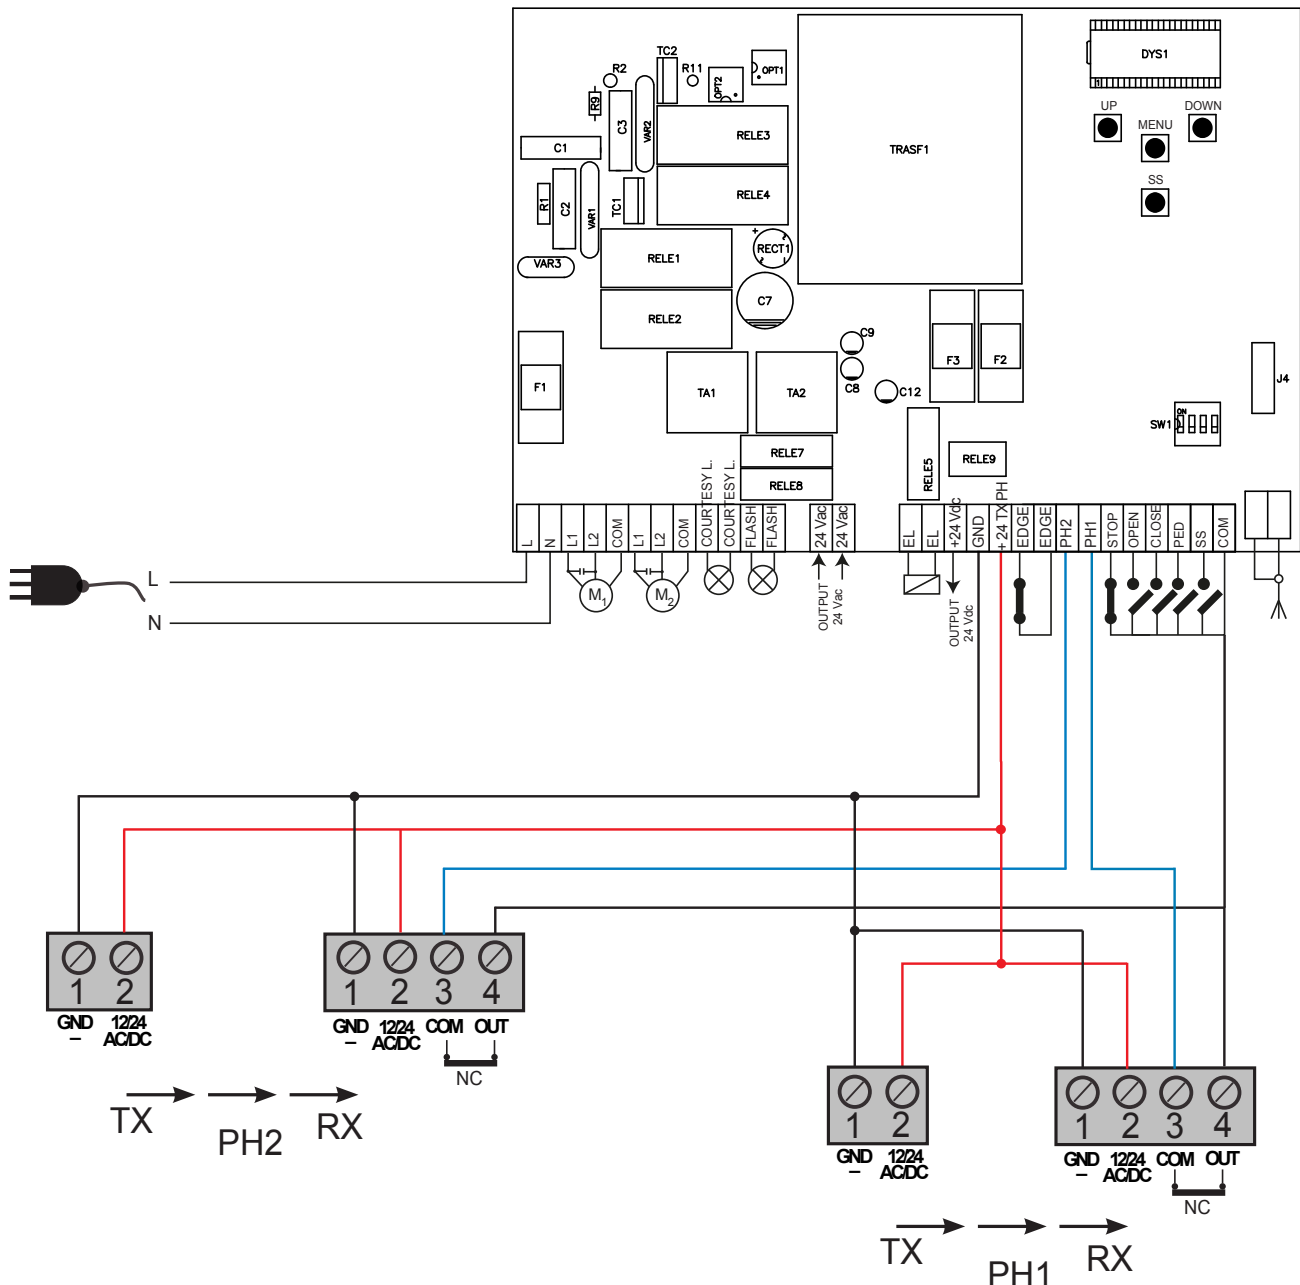 TC2
R2
R11
OPT2
OPT1
DYS1
1
R9
C3
VAR2
RELE3
TRASF1
UP
MENU
DOWN
C1
RELE4
SS
R1
C2
VAR1
TC1
+
RECT1
VAR3
RELE1
C7
RELE2
C9
C8
F3
F2
F1
TA1
TA2
C12
J4
ON
SW1
RELE7
RELE8
RELE5
RELE9
L
N
L1
L2
COM
L1
L2
COM
COURTESY L.
COURTESY L.
FLASH
FLASH
24 Vac
24 Vac
EL
EL
+24 Vdc
GND
+ 24 TX PH
EDGE
EDGE
PH2
PH1
STOP
OPEN
CLOSE
PED
SS
COM
L
N
M1
M2
OUTPUT
24 Vac
OUTPUT
24 Vdc
1 2
GND 12/24
– AC/DC
1 2 3 4
GND 12/24 COM OUT
– AC/DC
NC
TX PH2 RX
1 2
GND 12/24
– AC/DC
1 2 3 4
GND 12/24 COM OUT
– AC/DC
NC
TX PH1 RX